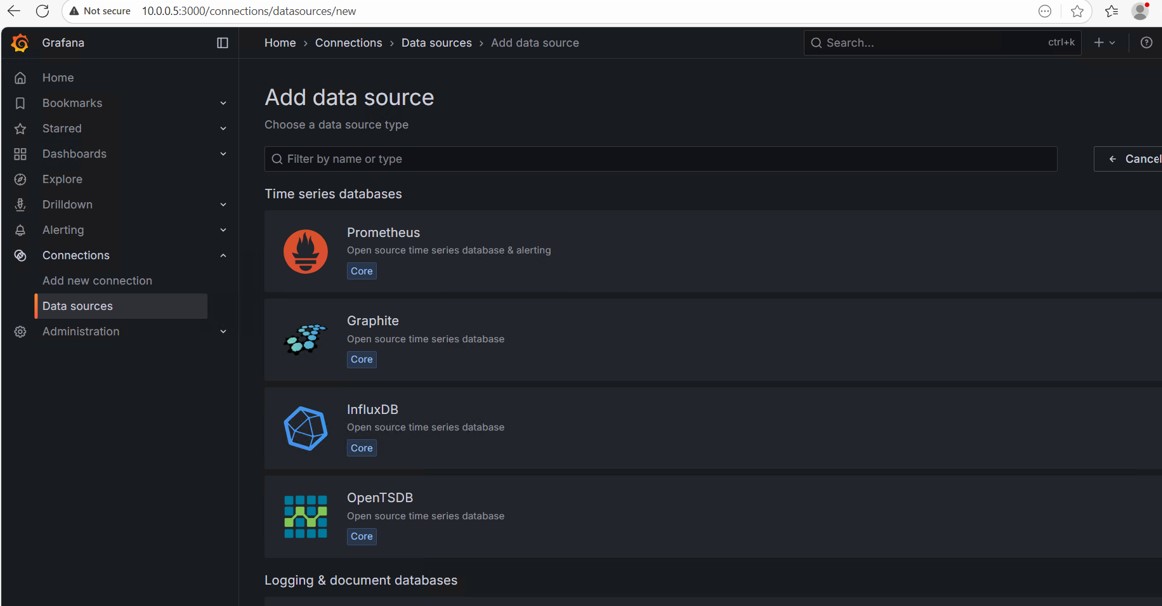 Not secure 10.0.0.5:3000/connections/datasources/new
Grafana
Home › Connections › Data sources › Add data source
Search... ctrl+k
Home
Bookmarks
Starred
Dashboards
Explore
Drilldown
Alerting
Connections
Add new connection
Data sources
Administration
Add data source
Choose a data source type
Filter by name or type
Cancel
Time series databases
Prometheus
Open source time series database & alerting
Core
Graphite
Open source time series database
Core
InfluxDB
Open source time series database
Core
OpenTSDB
Open source time series database
Core
Logging & document databases